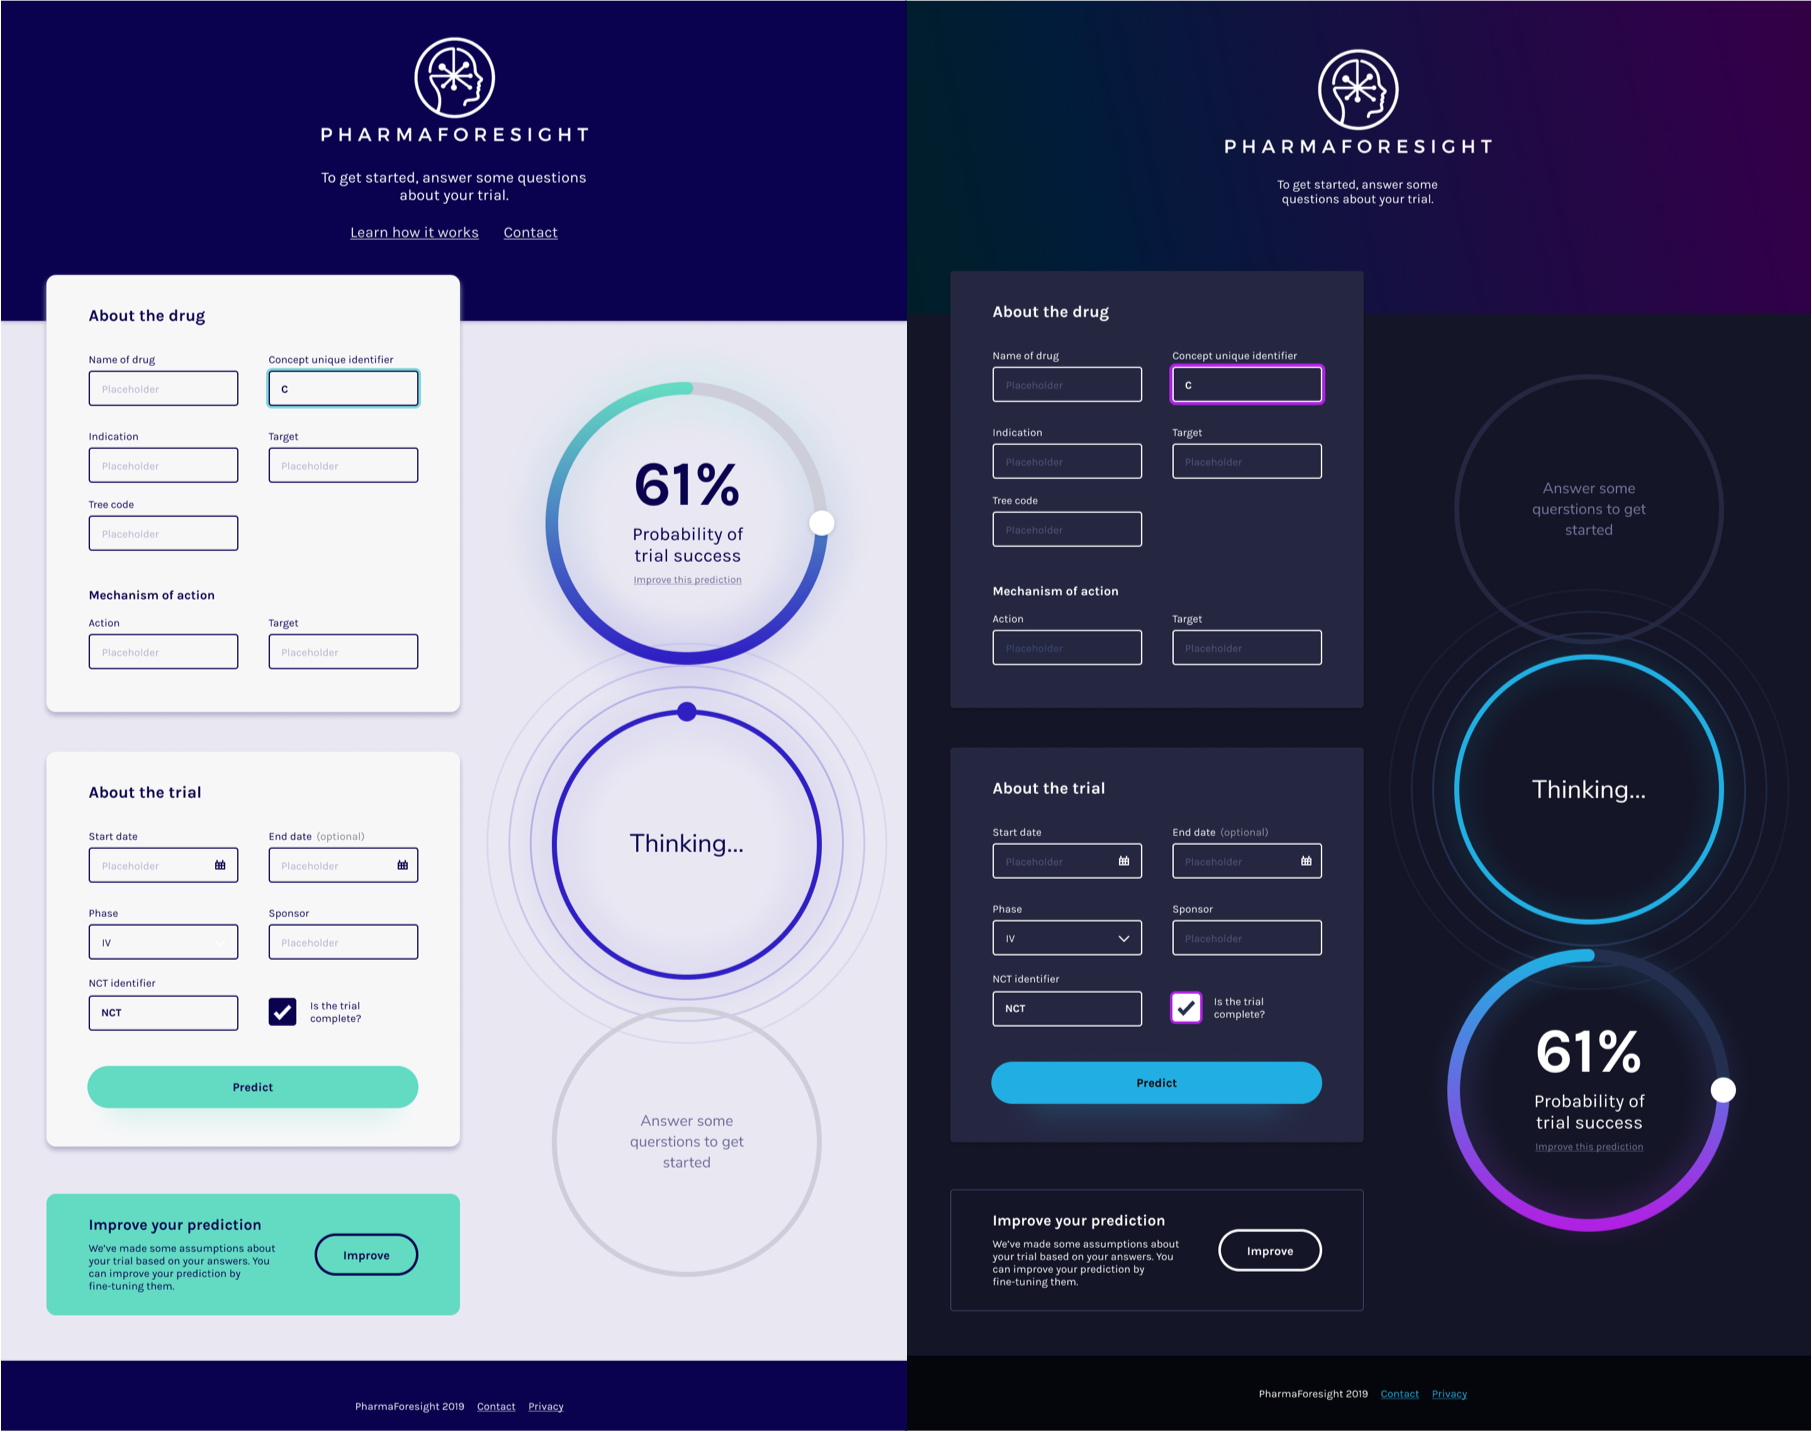 PHARMAFORESIGHT
To get started, answer some questions
about your trial.
Learn how it works Contact
About the drug
Name of drug Concept unique identifier
Placeholder C
Indication Target
Placeholder Placeholder
Tree code
Placeholder
Mechanism of action
Action Target
Placeholder Placeholder
61%
Probability of
trial success
Improve this prediction
Thinking...
Answer some
querstions to get
started
About the trial
Start date End date (optional)
Placeholder Placeholder
Phase Sponsor
IV Placeholder
NCT identifier
NCT
Is the trial
complete?
Predict
Improve your prediction
We've made some assumptions about
your trial based on your answers. You
can improve your prediction by
fine-tuning them.
Improve
PharmaForesight 2019 Contact Privacy
PHARMAFORESIGHT
To get started, answer some
questions about your trial.
About the drug
Name of drug Concept unique identifier
Placeholder C
Indication Target
Placeholder Placeholder
Tree code
Placeholder
Mechanism of action
Action Target
Placeholder Placeholder
Answer some
querstions to get
started
Thinking...
61%
Probability of
trial success
Improve this prediction
About the trial
Start date End date (optional)
Placeholder Placeholder
Phase Sponsor
IV Placeholder
NCT identifier
NCT
Is the trial
complete?
Predict
Improve your prediction
We've made some assumptions about
your trial based on your answers. You
can improve your prediction by
fine-tuning them.
Improve
PharmaForesight 2019 Contact Privacy